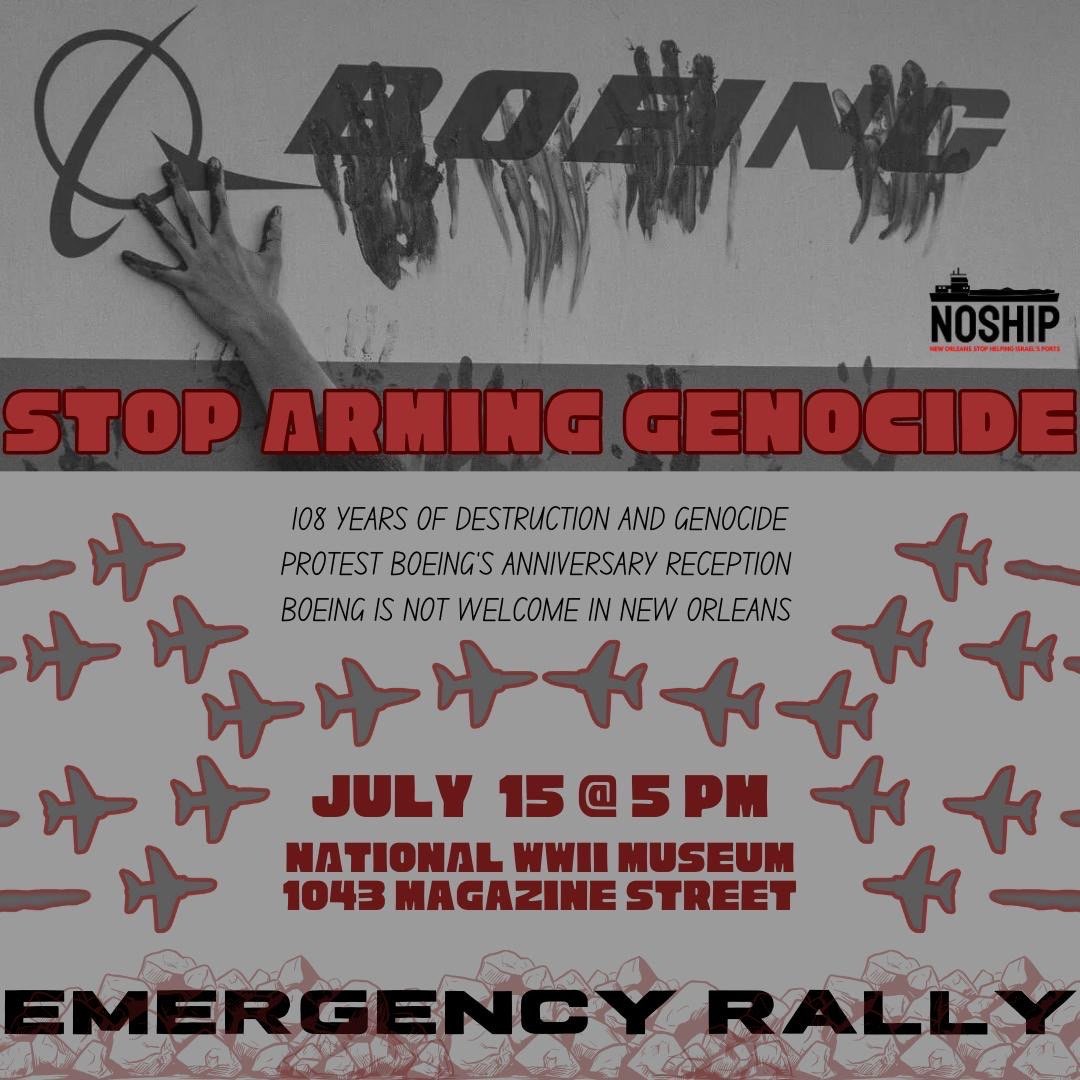 BOEING
NOSHIP
NEW ORLEANS STOP HELPING ISRAEL'S PORTS
STOP ARMING GENOCIDE
108 YEARS OF DESTRUCTION AND GENOCIDE
PROTEST BOEING'S ANNIVERSARY RECEPTION
BOEING IS NOT WELCOME IN NEW ORLEANS
JULY 15 @ 5 PM
NATIONAL WWII MUSEUM
1043 MAGAZINE STREET
EMERGENCY RALLY